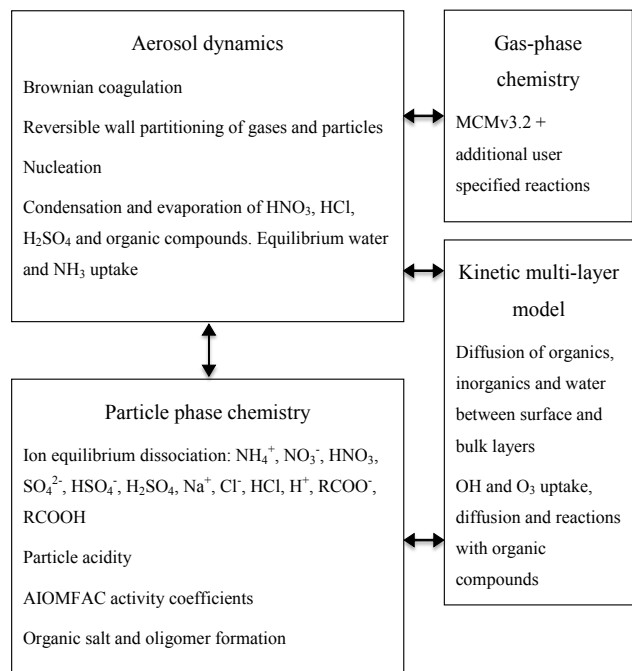 Aerosol dynamics
Brownian coagulation
Reversible wall partitioning of gases and particles
Nucleation
Condensation and evaporation of HNO₃, HCl,
H₂SO₄ and organic compounds. Equilibrium water
and NH₃ uptake
Gas-phase
chemistry
MCMv3.2 +
additional user
specified reactions
Kinetic multi-layer
model
Diffusion of organics,
inorganics and water
between surface and
bulk layers
OH and O₃ uptake,
diffusion and reactions
with organic
compounds
Particle phase chemistry
Ion equilibrium dissociation: NH₄⁺, NO₃⁻, HNO₃,
SO₄²⁻, HSO₄⁻, H₂SO₄, Na⁺, Cl⁻, HCl, H⁺, RCOO⁻,
RCOOH
Particle acidity
AIOMFAC activity coefficients
Organic salt and oligomer formation